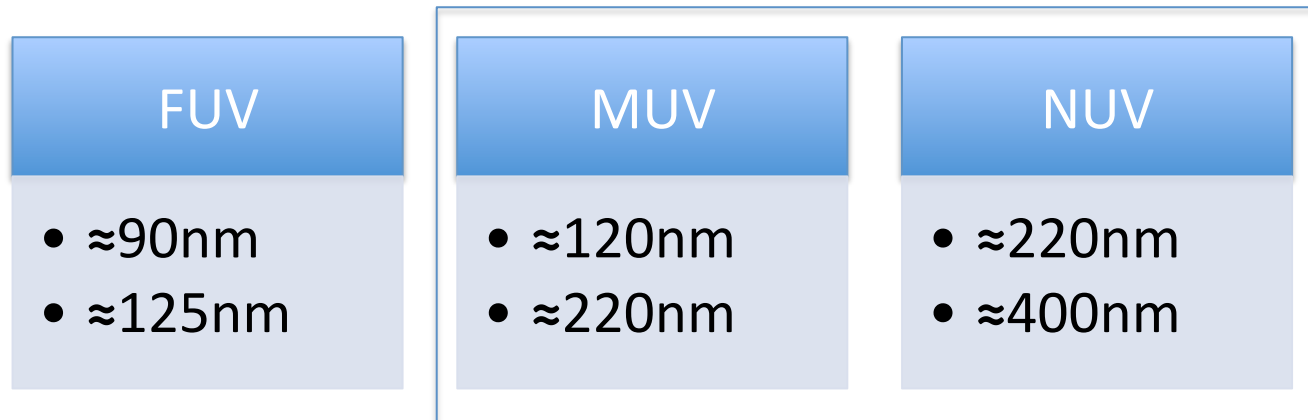 FUV
• ≈90nm
• ≈125nm
MUV
• ≈120nm
• ≈220nm
NUV
• ≈220nm
• ≈400nm